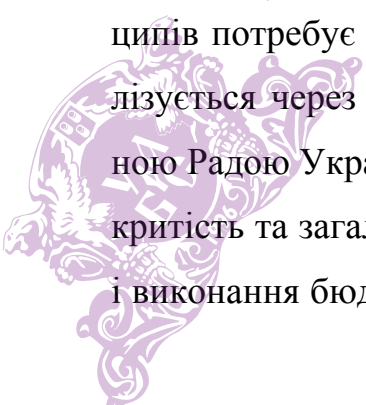 ципів потребує
лізується через
ною Радою Укра
критість та загал
і виконання бюд